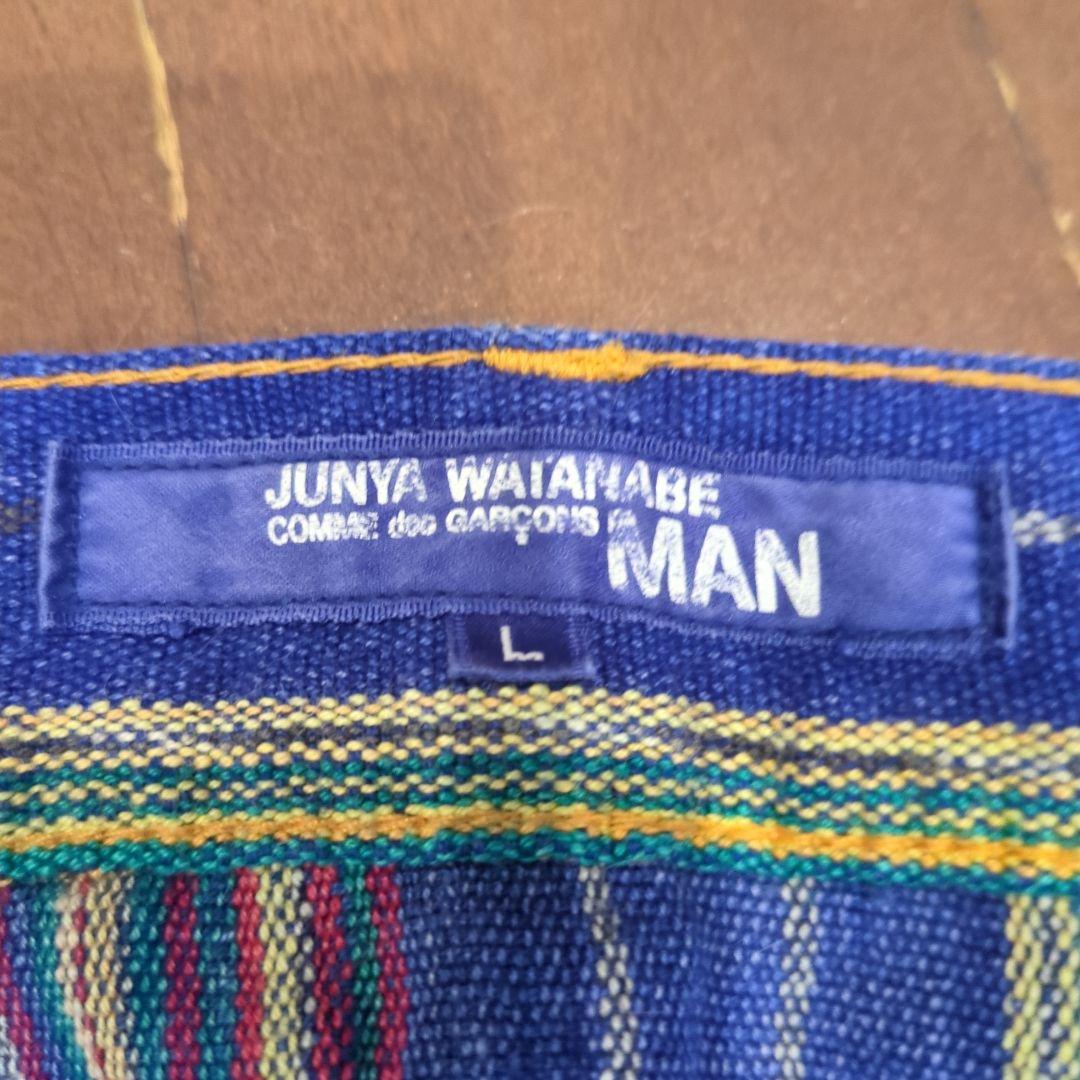 JUNYA WATANABE
COMME des GARÇONS
MAN
L